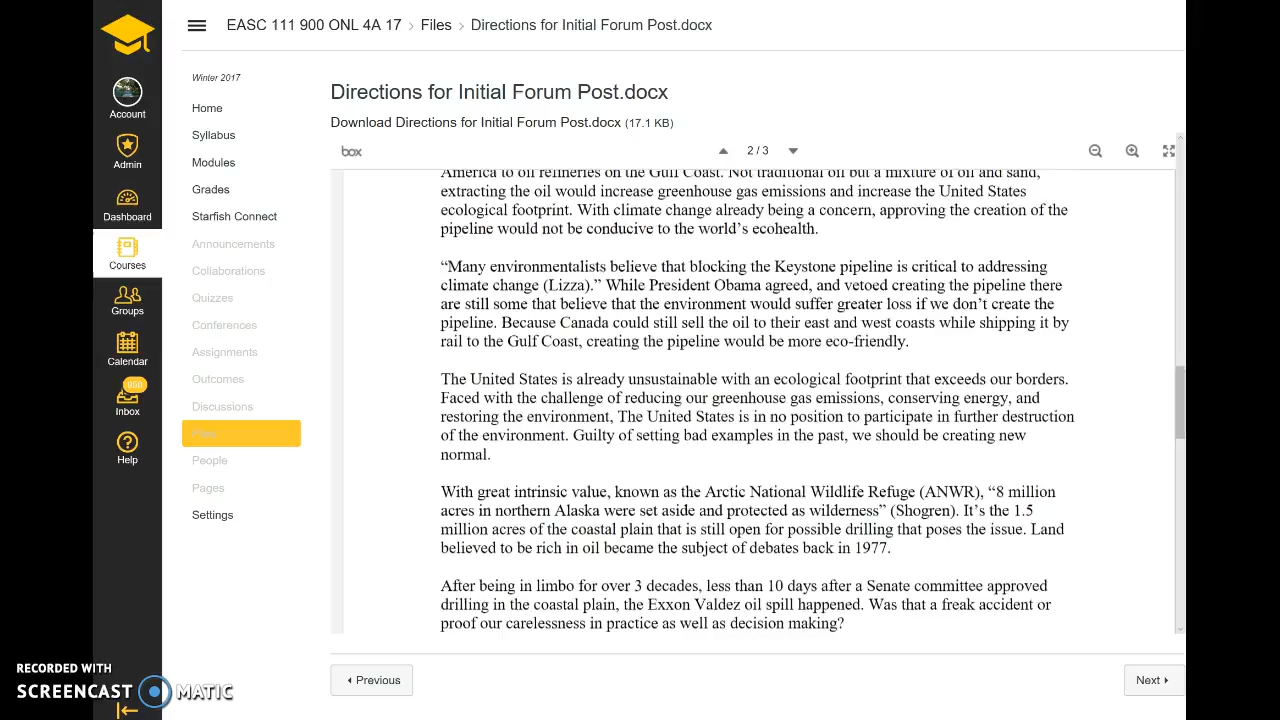 EASC 111 900 ONL 4A 17 › Files › Directions for Initial Forum Post.docx
Account
Admin
Dashboard
Courses
Groups
Calendar
950
Inbox
Help
Winter 2017
Home
Syllabus
Modules
Grades
Starfish Connect
Announcements
Collaborations
Quizzes
Conferences
Assignments
Outcomes
Discussions
Files
People
Pages
Settings
Directions for Initial Forum Post.docx
Download Directions for Initial Forum Post.docx (17.1 KB)
box
2 / 3
America to oil refineries on the Gulf Coast. Not traditional oil but a mixture of oil and sand,
extracting the oil would increase greenhouse gas emissions and increase the United States
ecological footprint. With climate change already being a concern, approving the creation of the
pipeline would not be conducive to the world’s ecohealth.
“Many environmentalists believe that blocking the Keystone pipeline is critical to addressing
climate change (Lizza).” While President Obama agreed, and vetoed creating the pipeline there
are still some that believe that the environment would suffer greater loss if we don’t create the
pipeline. Because Canada could still sell the oil to their east and west coasts while shipping it by
rail to the Gulf Coast, creating the pipeline would be more eco-friendly.
The United States is already unsustainable with an ecological footprint that exceeds our borders.
Faced with the challenge of reducing our greenhouse gas emissions, conserving energy, and
restoring the environment, The United States is in no position to participate in further destruction
of the environment. Guilty of setting bad examples in the past, we should be creating new
normal.
With great intrinsic value, known as the Arctic National Wildlife Refuge (ANWR), “8 million
acres in northern Alaska were set aside and protected as wilderness” (Shogren). It’s the 1.5
million acres of the coastal plain that is still open for possible drilling that poses the issue. Land
believed to be rich in oil became the subject of debates back in 1977.
After being in limbo for over 3 decades, less than 10 days after a Senate committee approved
drilling in the coastal plain, the Exxon Valdez oil spill happened. Was that a freak accident or
proof our carelessness in practice as well as decision making?
Previous
Next
RECORDED WITH
SCREENCAST MATIC